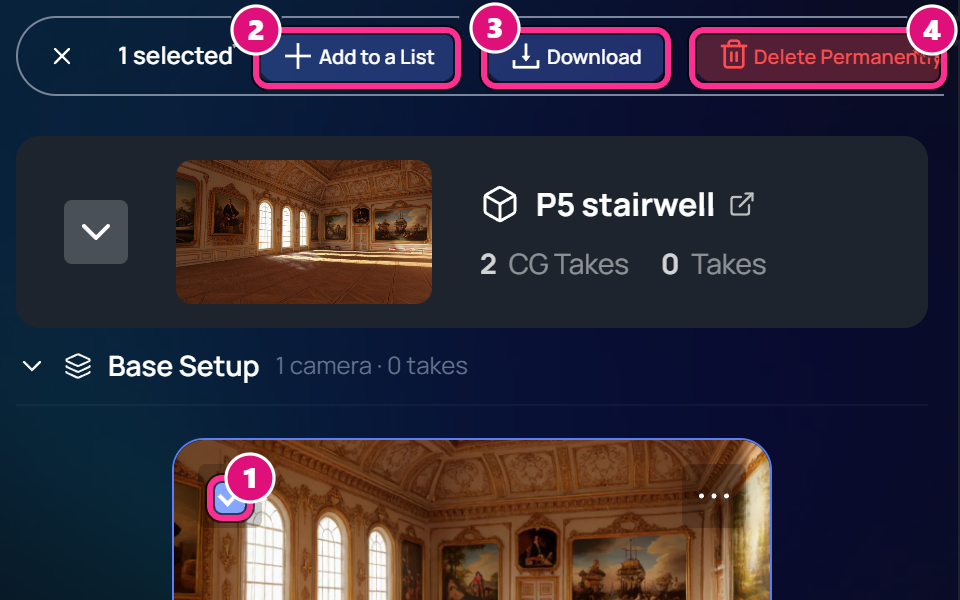 2
3
4
1 selected
Add to a List
Download
Delete Permanently
P5 stairwell
2 CG Takes 0 Takes
Base Setup 1 camera · 0 takes
1